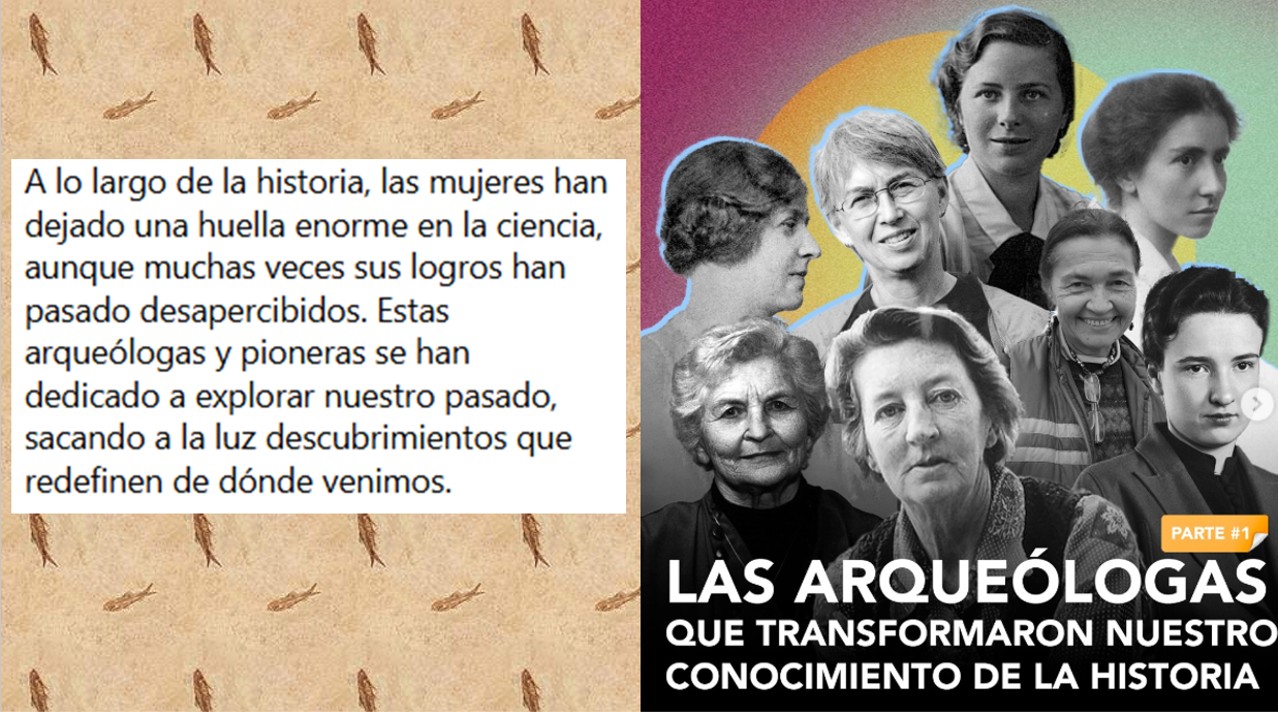 A lo largo de la historia, las mujeres han
dejado una huella enorme en la ciencia,
aunque muchas veces sus logros han
pasado desapercibidos. Estas
arqueólogas y pioneras se han
dedicado a explorar nuestro pasado,
sacando a la luz descubrimientos que
redefinen de dónde venimos.
PARTE #1
LAS ARQUEÓLOGAS
QUE TRANSFORMARON NUESTRO
CONOCIMIENTO DE LA HISTORIA